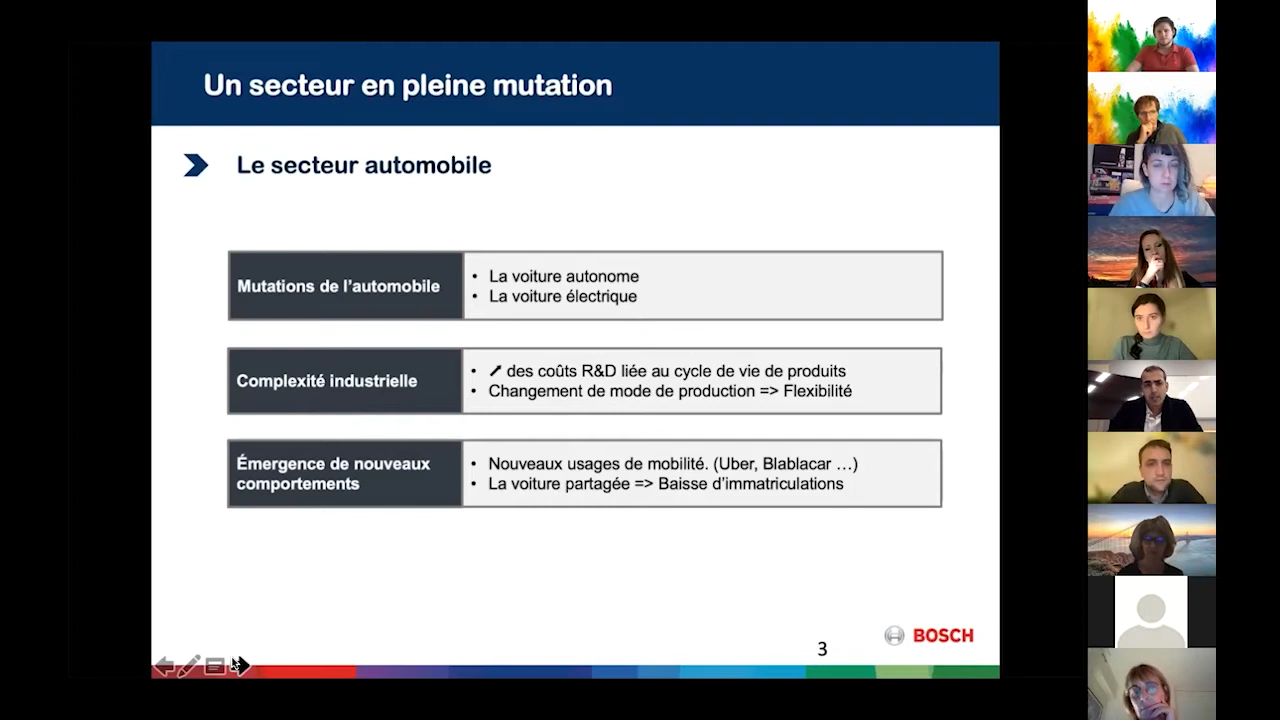 Un secteur en pleine mutation
Le secteur automobile
Mutations de l'automobile
• La voiture autonome
• La voiture électrique
Complexité industrielle
• ➚ des coûts R&D liée au cycle de vie de produits
• Changement de mode de production => Flexibilité
Émergence de nouveaux
comportements
• Nouveaux usages de mobilité. (Uber, Blablacar …)
• La voiture partagée => Baisse d'immatriculations
BOSCH
3